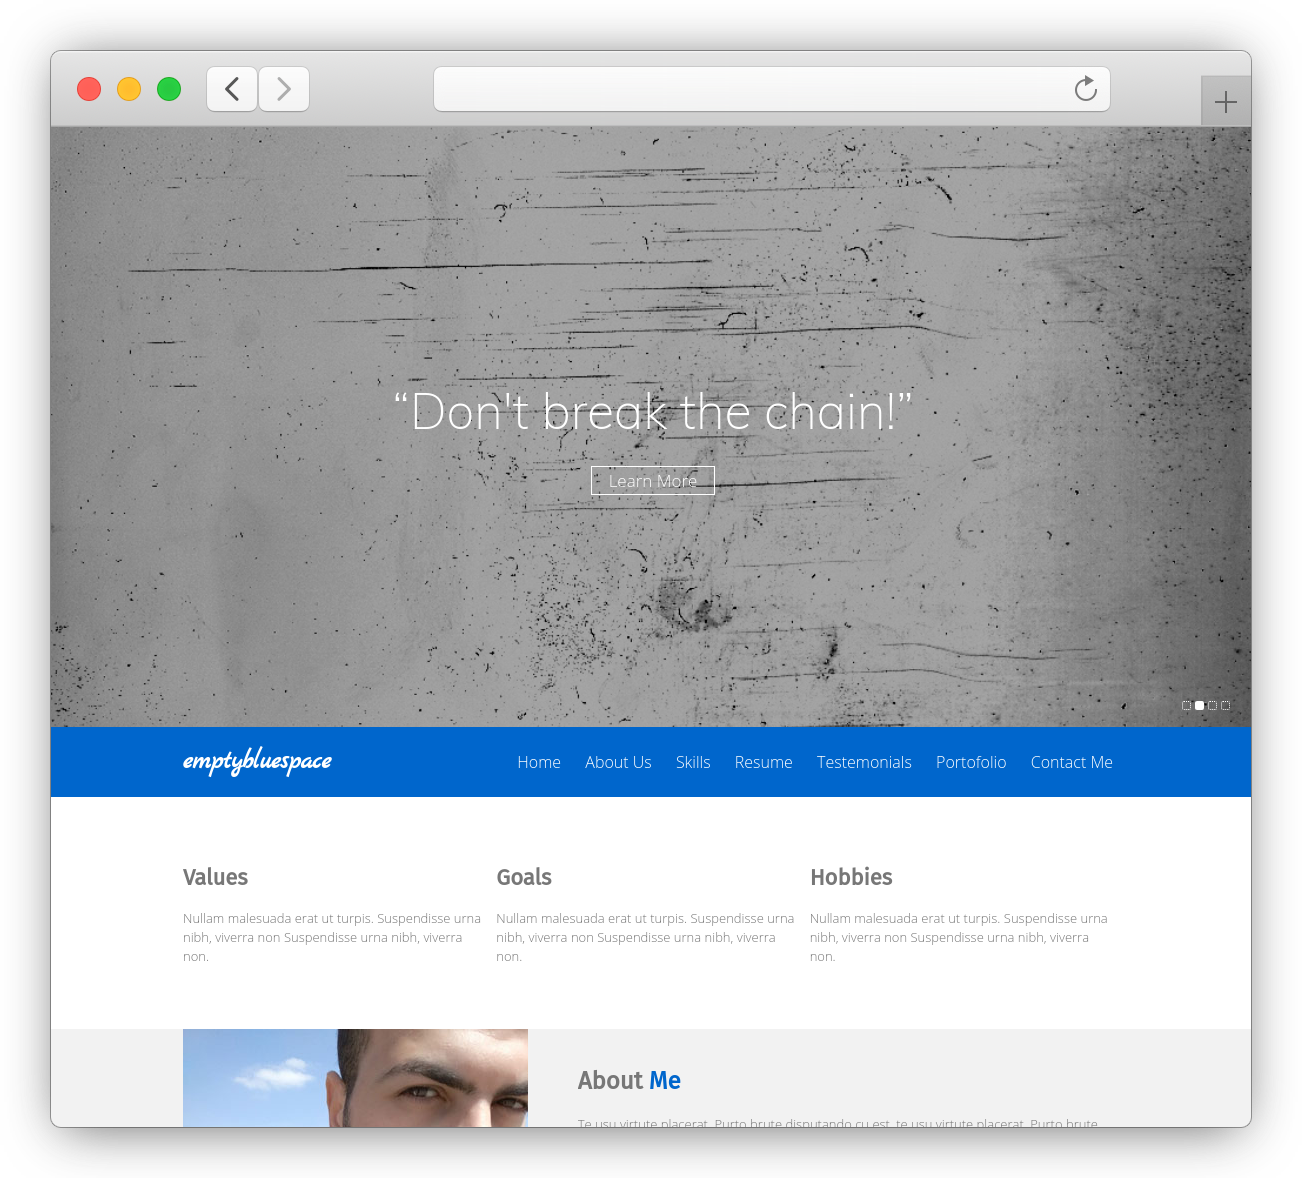 “Don't break the chain!”
Learn More
emptybluespace
Home About Us Skills Resume Testemonials Portofolio Contact Me
Values Goals Hobbies
Nullam malesuada erat ut turpis. Suspendisse urna
nibh, viverra non Suspendisse urna nibh, viverra
non.
Nullam malesuada erat ut turpis. Suspendisse urna
nibh, viverra non Suspendisse urna nibh, viverra
non.
Nullam malesuada erat ut turpis. Suspendisse urna
nibh, viverra non Suspendisse urna nibh, viverra
non.
About Me
Te usu virtute placerat. Purto brute disputando cu est, te usu virtute placerat. Purto brute